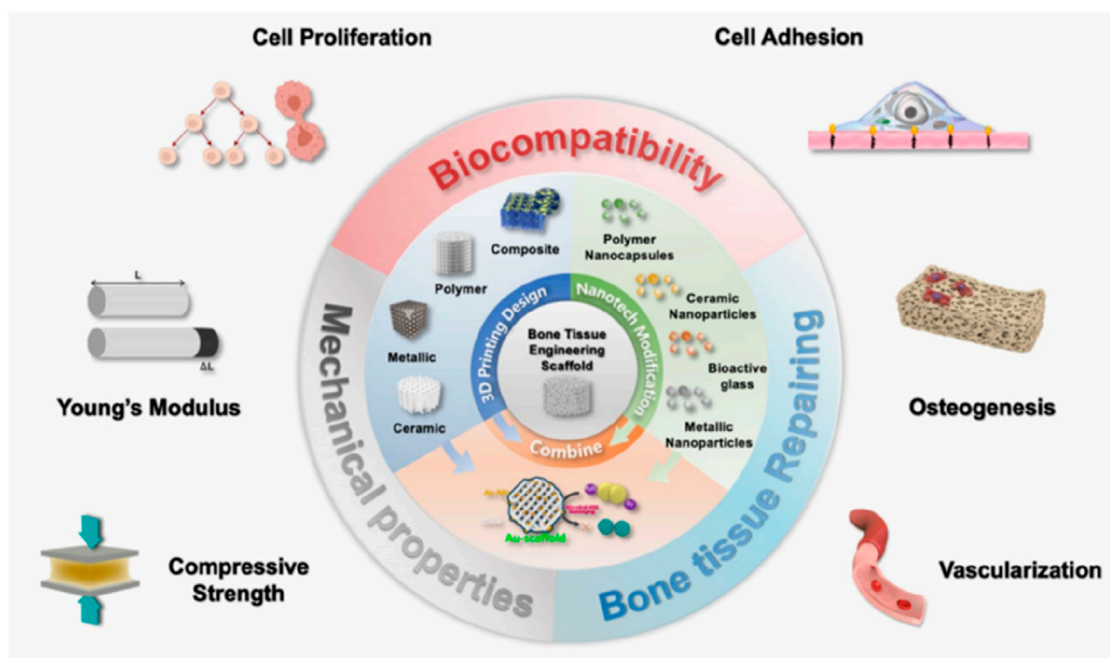 Cell Proliferation
Cell Adhesion
Biocompatibility
Composite
Polymer
Nanocapsules
Polymer
Ceramic
Nanoparticles
L
3D Printing Design
Nanotech Modification
Metallic
Bone Tissue
Engineering
Scaffold
Bioactive
glass
ΔL
Young's Modulus
Osteogenesis
Ceramic
Metallic
Nanoparticles
Combine
Mechanical properties
Bone tissue Repairing
Au-scaffold
Compressive
Strength
Vascularization